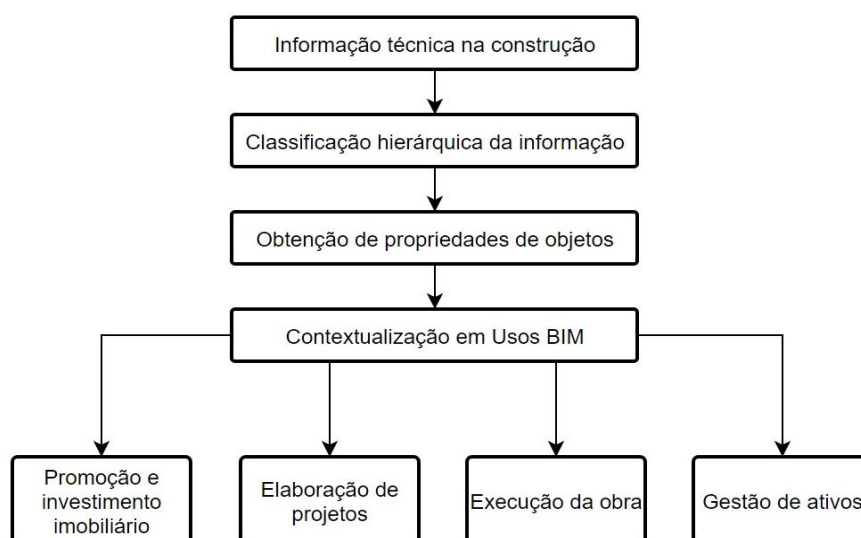 Informação técnica na construção
Classificação hierárquica da informação
Obtenção de propriedades de objetos
Contextualização em Usos BIM
Promoção e
investimento
imobiliário
Elaboração de
projetos
Execução da obra
Gestão de ativos